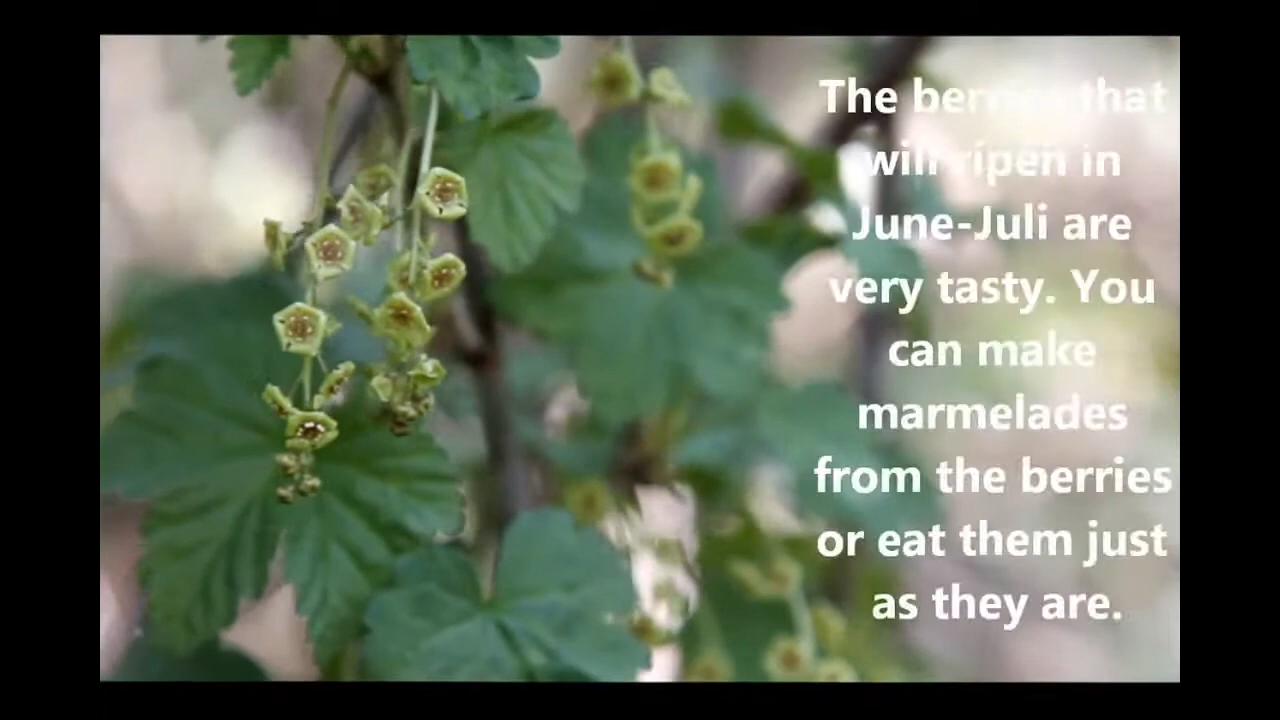 The berries that
will ripen in
June-Juli are
very tasty. You
can make
marmelades
from the berries
or eat them just
as they are.